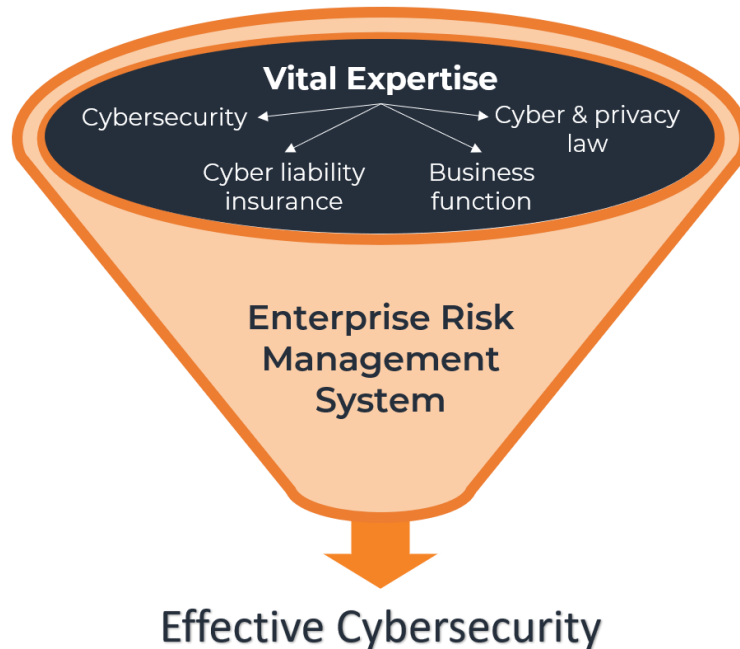 Vital Expertise
Cybersecurity
Cyber & privacy
law
Cyber liability
insurance
Business
function
Enterprise Risk
Management
System
Effective Cybersecurity